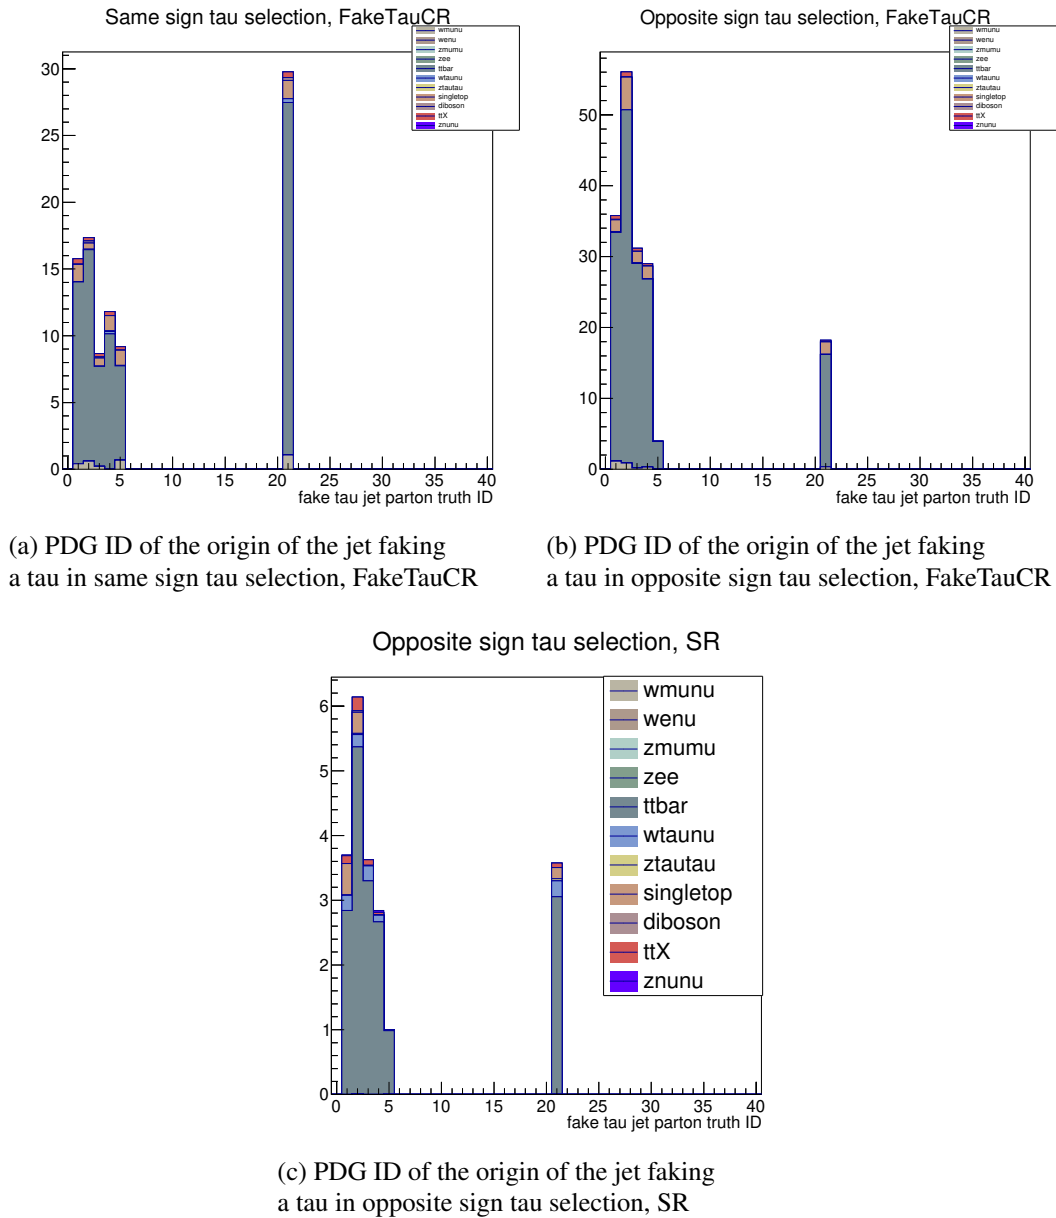 Same sign tau selection, FakeTauCR
wmunu
wenu
zmumu
zee
ttbar
wtaunu
ztautau
singletop
diboson
ttX
znunu
30
25
20
15
10
5
0
0 5 10 15 20 25 30 35 40
fake tau jet parton truth ID
(a) PDG ID of the origin of the jet faking
a tau in same sign tau selection, FakeTauCR
Opposite sign tau selection, FakeTauCR
wmunu
wenu
zmumu
zee
ttbar
wtaunu
ztautau
singletop
diboson
ttX
znunu
50
40
30
20
10
0
0 5 10 15 20 25 30 35 40
fake tau jet parton truth ID
(b) PDG ID of the origin of the jet faking
a tau in opposite sign tau selection, FakeTauCR
Opposite sign tau selection, SR
wmunu
wenu
zmumu
zee
ttbar
wtaunu
ztautau
singletop
diboson
ttX
znunu
6
5
4
3
2
1
0
0 5 10 15 20 25 30 35 40
fake tau jet parton truth ID
(c) PDG ID of the origin of the jet faking
a tau in opposite sign tau selection, SR